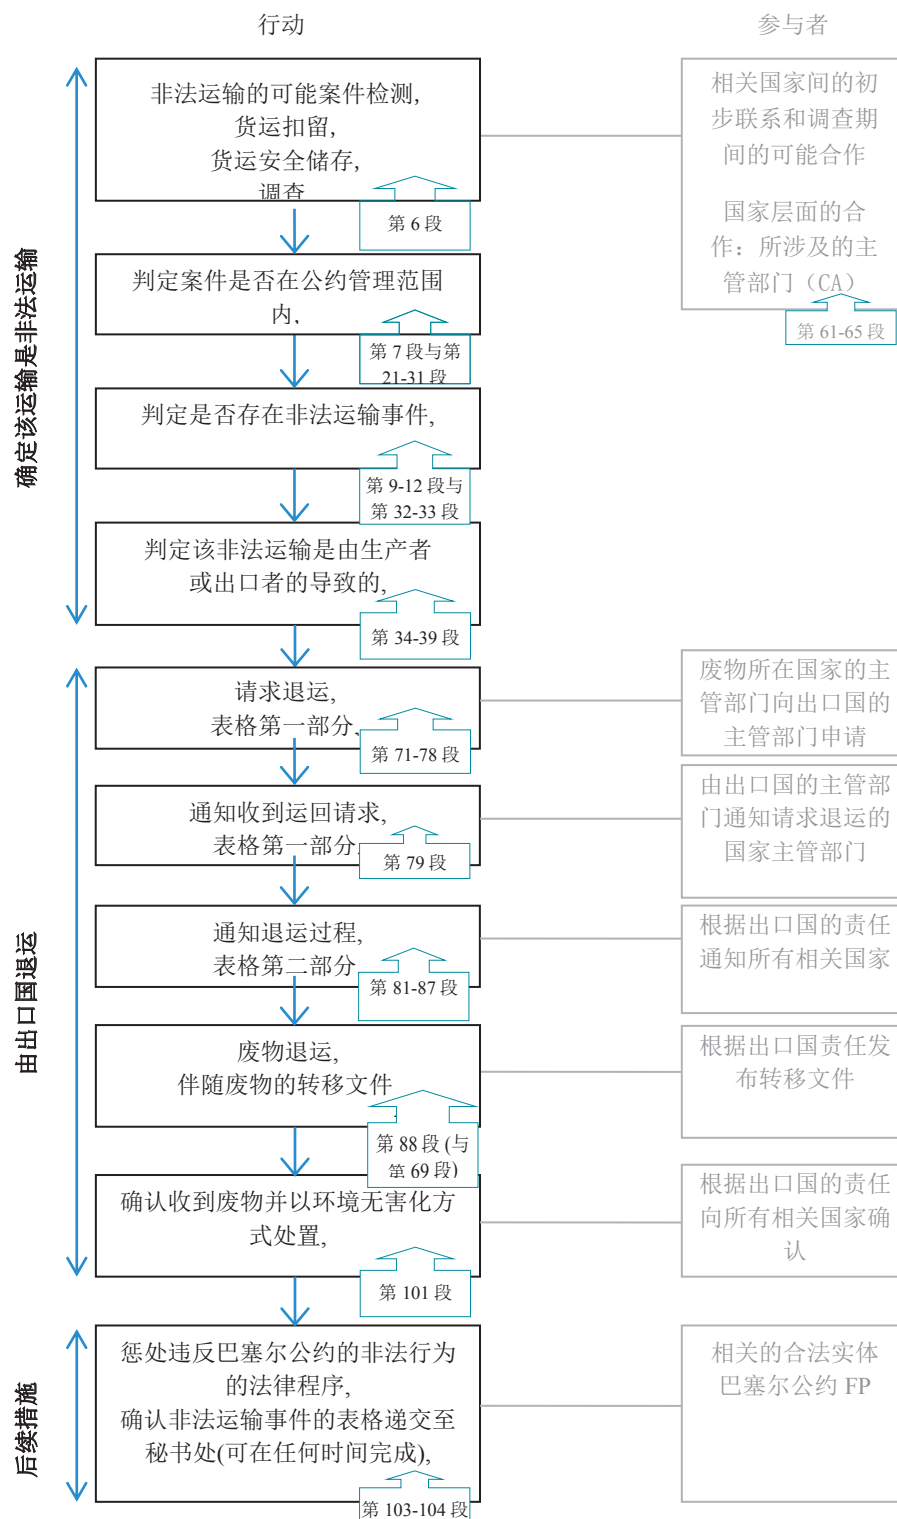 行动
参与者
非法运输的可能案件检测,
货运扣留,
货运安全储存,
调查
第 6 段
相关国家间的初
步联系和调查期
间的可能合作
国家层面的合
作：所涉及的主
管部门（CA）
第 61-65 段
确定该运输是非法运输
判定案件是否在公约管理范围
内,
第 7 段与第
21-31 段
判定是否存在非法运输事件,
第 9-12 段与
第 32-33 段
判定该非法运输是由生产者
或出口者的导致的,
第 34-39 段
由出口国退运
请求退运,
表格第一部分,
第 71-78 段
废物所在国家的主
管部门向出口国的
主管部门申请
通知收到运回请求,
表格第一部分,
第 79 段
由出口国的主管部
门通知请求退运的
国家主管部门
通知退运过程,
表格第二部分
第 81-87 段
根据出口国的责任
通知所有相关国家
废物退运,
伴随废物的转移文件
第 88 段 (与
第 69 段)
根据出口国责任发
布转移文件
确认收到废物并以环境无害化方
式处置,
第 101 段
根据出口国的责任
向所有相关国家确
认
后续措施
惩处违反巴塞尔公约的非法行为
的法律程序,
确认非法运输事件的表格递交至
秘书处(可在任何时间完成),
第 103-104 段
相关的合法实体
巴塞尔公约 FP